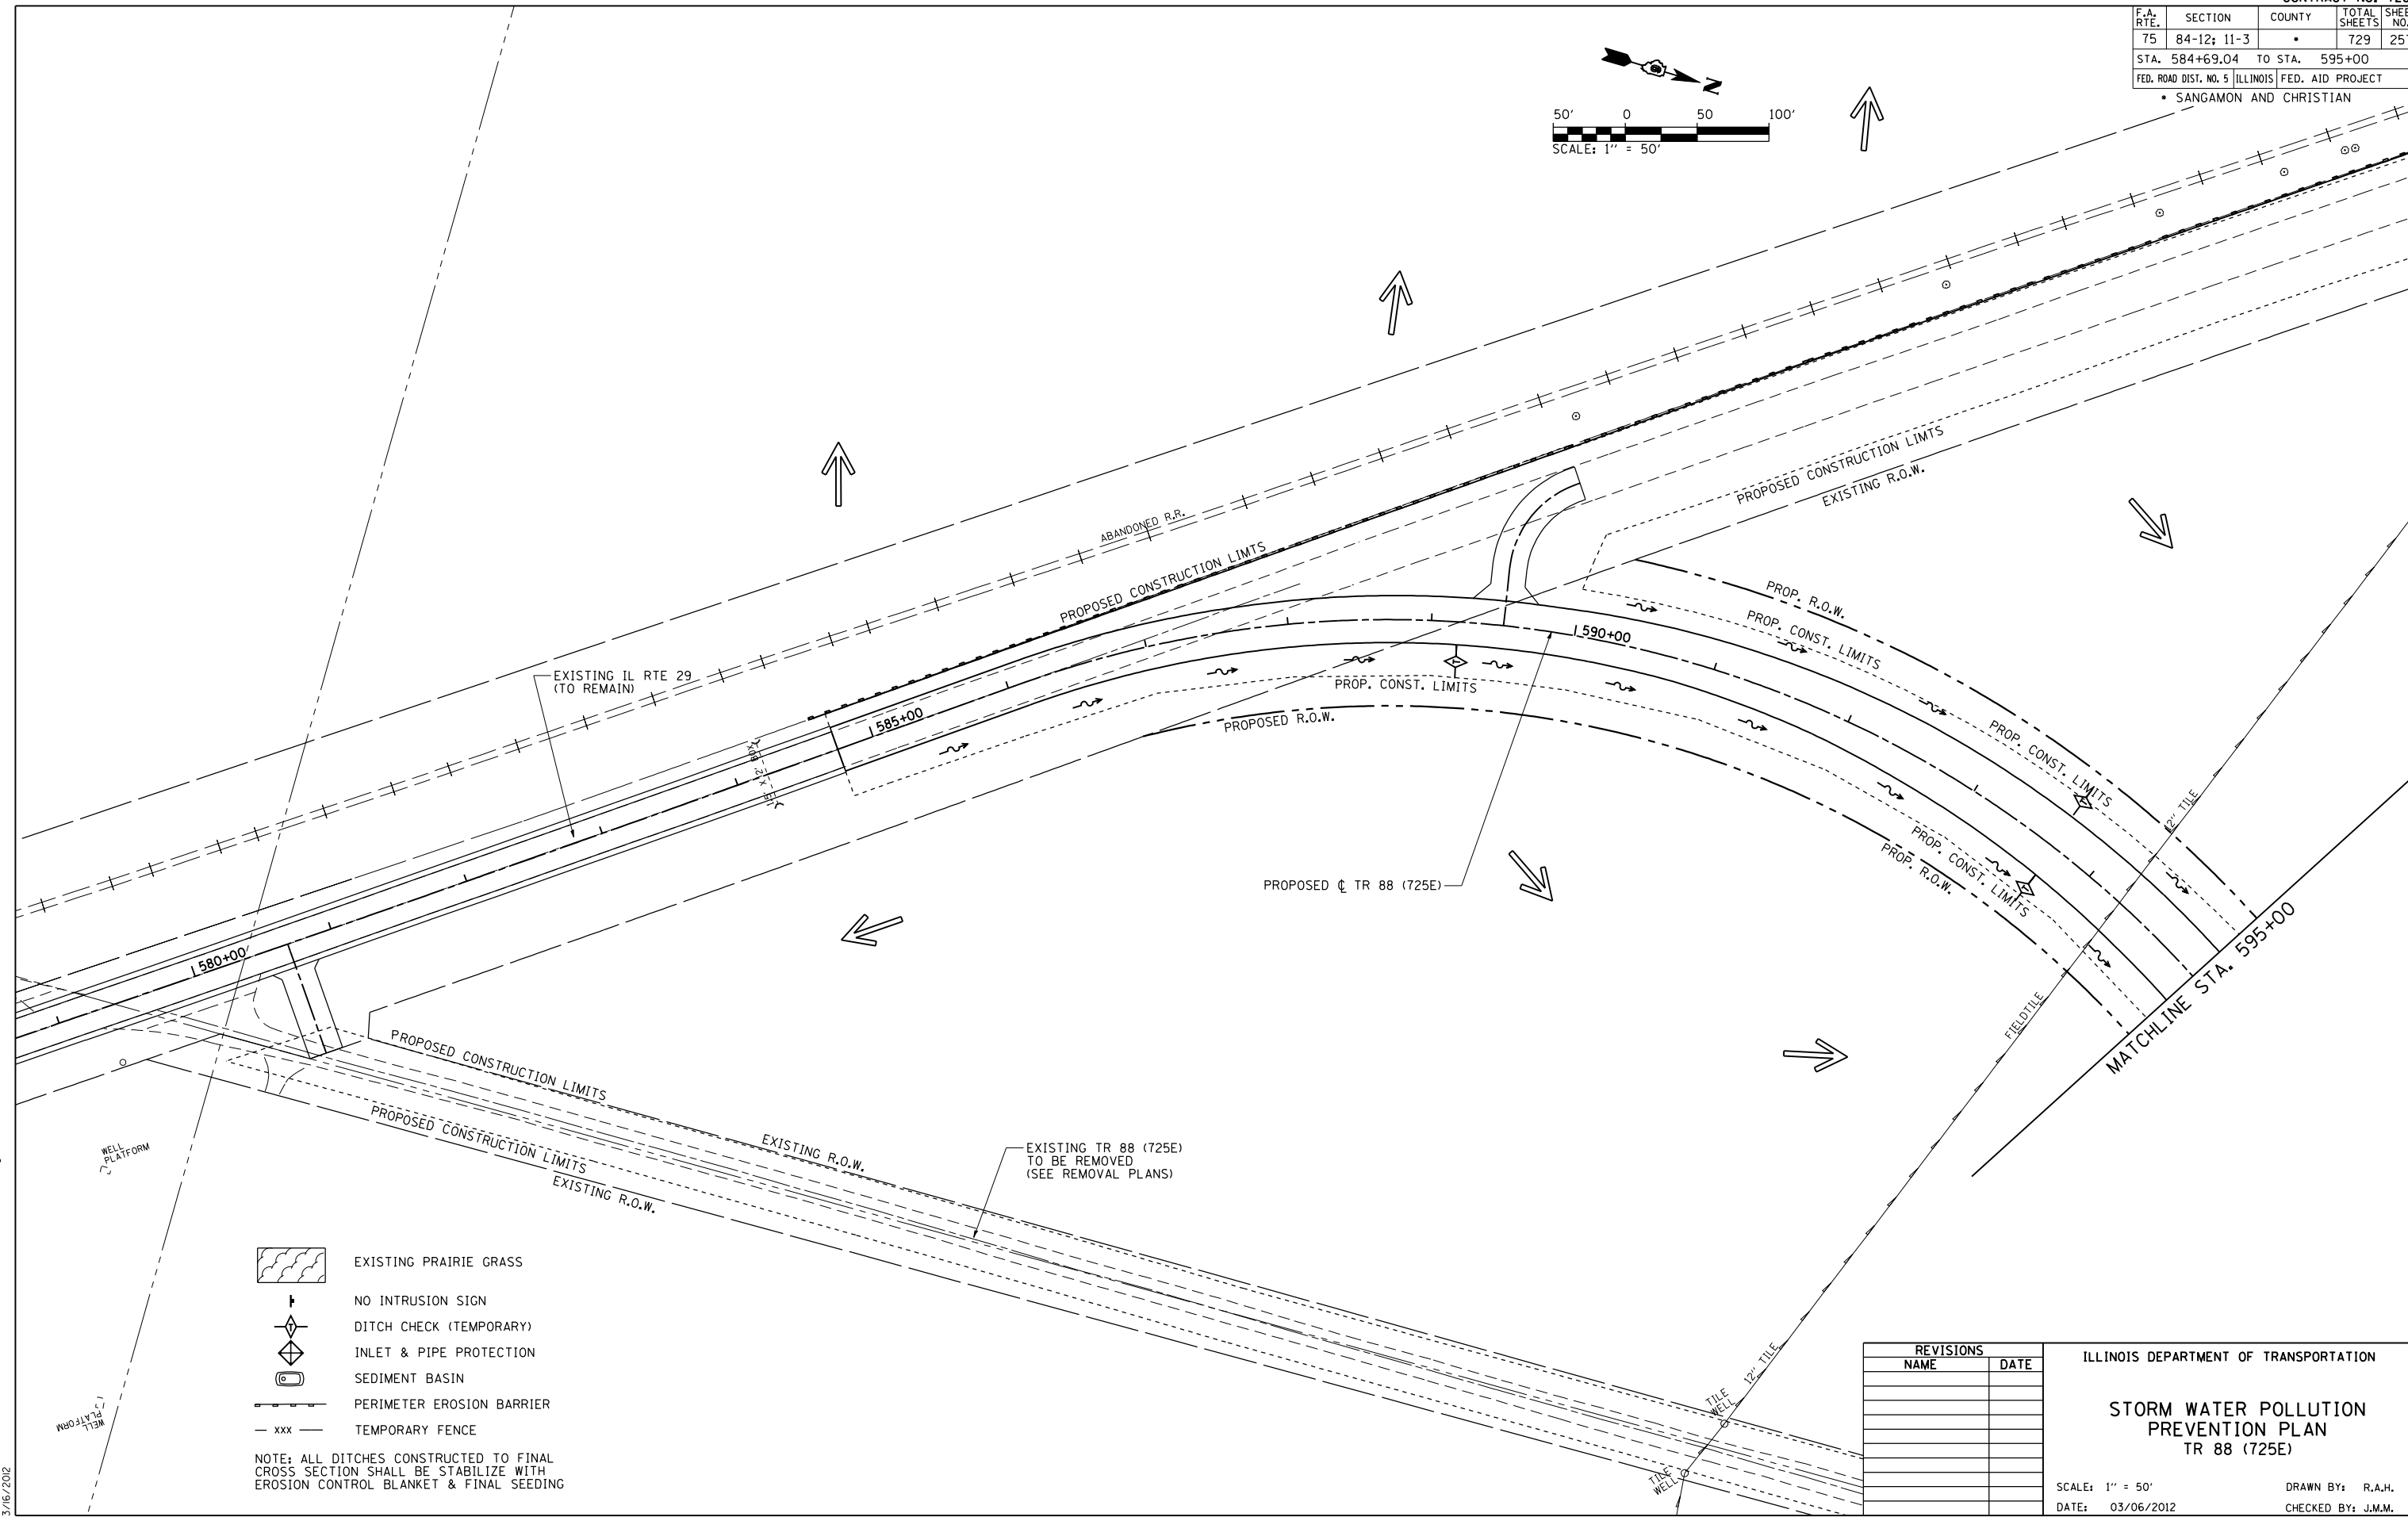 F.A. RTE. SECTION COUNTY TOTAL SHEETS
75 84-12; 11-3 • 729
STA. 584+69.04 TO STA. 595+00
FED. ROAD DIST. NO. 5 ILLINOIS FED. AID PROJECT
• SANGAMON AND CHRISTIAN
N
50' 0 50 100'
SCALE: 1'' = 50'
PROPOSED CONSTRUCTION LIMTS
EXISTING R.O.W.
ABANDONED R.R.
PROPOSED CONSTRUCTION LIMTS
PROP. R.O.W.
PROP. CONST. LIMITS
590+00
EXISTING IL RTE 29
(TO REMAIN)
PROP. CONST. LIMITS
585+00
PROPOSED R.O.W.
PROP. CONST. LIMITS
15' X 12' BOX
12'' TILE
PROP. CONST. LIMITS
PROP. R.O.W.
PROPOSED ℄ TR 88 (725E)
580+00
MATCHLINE STA. 595+00
FIELDTILE
PROPOSED CONSTRUCTION LIMITS
PROPOSED CONSTRUCTION LIMITS
EXISTING R.O.W.
EXISTING R.O.W.
EXISTING TR 88 (725E)
TO BE REMOVED
(SEE REMOVAL PLANS)
WELL
PLATFORM
WELL
PLATFORM
12'' TILE
TILE
WELL
TILE
WELL
EXISTING PRAIRIE GRASS
NO INTRUSION SIGN
T DITCH CHECK (TEMPORARY)
INLET & PIPE PROTECTION
SEDIMENT BASIN
PERIMETER EROSION BARRIER
XXX TEMPORARY FENCE
NOTE: ALL DITCHES CONSTRUCTED TO FINAL
CROSS SECTION SHALL BE STABILIZE WITH
EROSION CONTROL BLANKET & FINAL SEEDING
3/16/2012
REVISIONS
NAME DATE
ILLINOIS DEPARTMENT OF TRANSPORTATION
STORM WATER POLLUTION
PREVENTION PLAN
TR 88 (725E)
SCALE: 1'' = 50' DRAWN BY: R.A.H.
DATE: 03/06/2012 CHECKED BY: J.M.M.